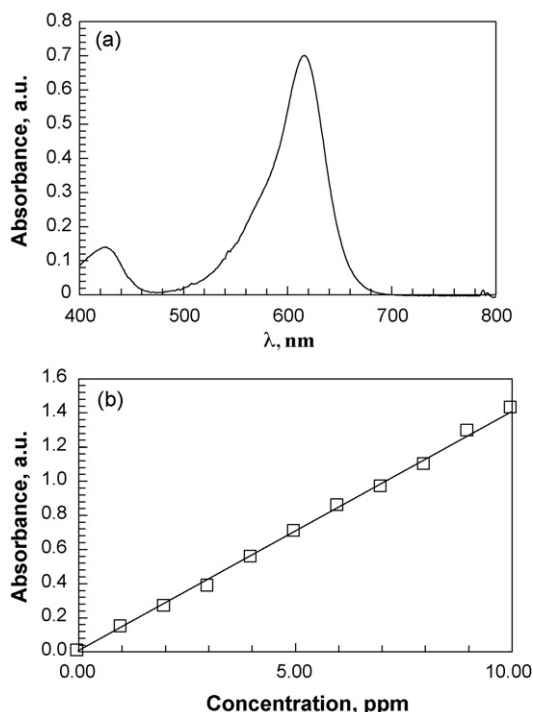 (a)
Absorbance, a.u.
0.8
0.7
0.6
0.5
0.4
0.3
0.2
0.1
0
400 500 600 700 800
λ, nm
(b)
Absorbance, a.u.
1.6
1.4
1.2
1.0
0.8
0.6
0.4
0.2
0.0
0.00 5.00 10.00
Concentration, ppm